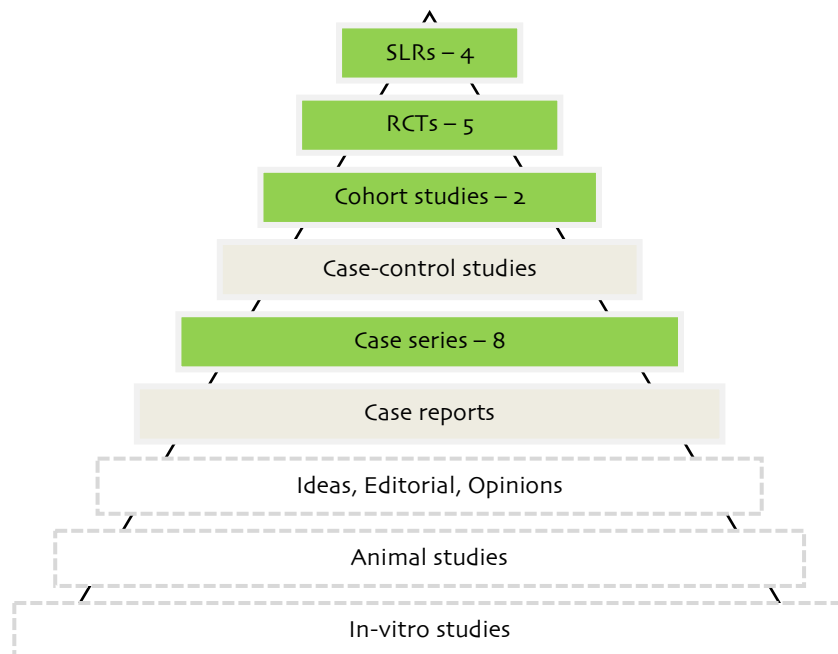 SLRs – 4
RCTs – 5
Cohort studies – 2
Case-control studies
Case series – 8
Case reports
Ideas, Editorial, Opinions
Animal studies
In-vitro studies